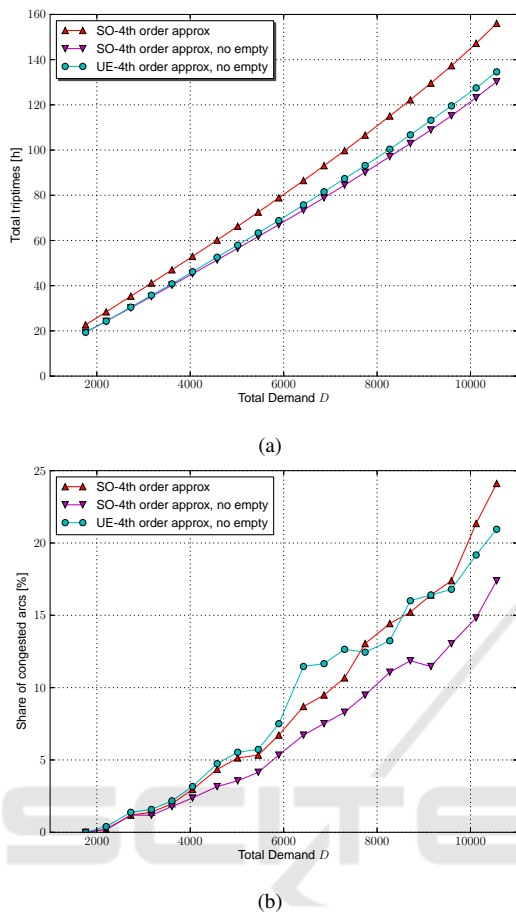 160
140
120
100
80
60
40
20
0
Total triptimes [h]
SO-4th order approx
SO-4th order approx, no empty
UE-4th order approx, no empty
2000 4000 6000 8000 10000
Total Demand D
(a)
25
20
15
10
5
0
Share of congested arcs [%]
SO-4th order approx
SO-4th order approx, no empty
UE-4th order approx, no empty
2000 4000 6000 8000 10000
Total Demand D
(b)